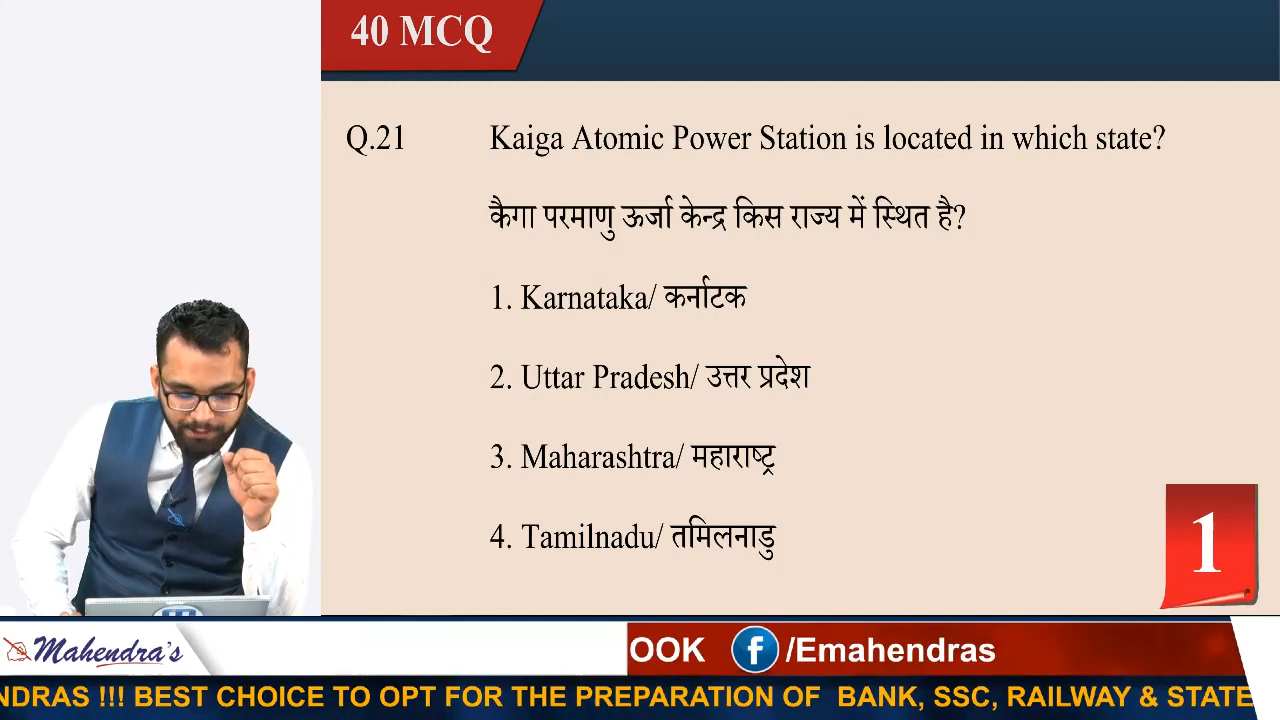 40 MCQ
Q.21 Kaiga Atomic Power Station is located in which state?
कैगा परमाणु ऊर्जा केन्द्र किस राज्य में स्थित है?
1. Karnataka/ कर्नाटक
2. Uttar Pradesh/ उत्तर प्रदेश
3. Maharashtra/ महाराष्ट्र
4. Tamilnadu/ तमिलनाडु
1
Mahendra's
OOK f /Emahendras
NDRAS !!! BEST CHOICE TO OPT FOR THE PREPARATION OF BANK, SSC, RAILWAY & STATE